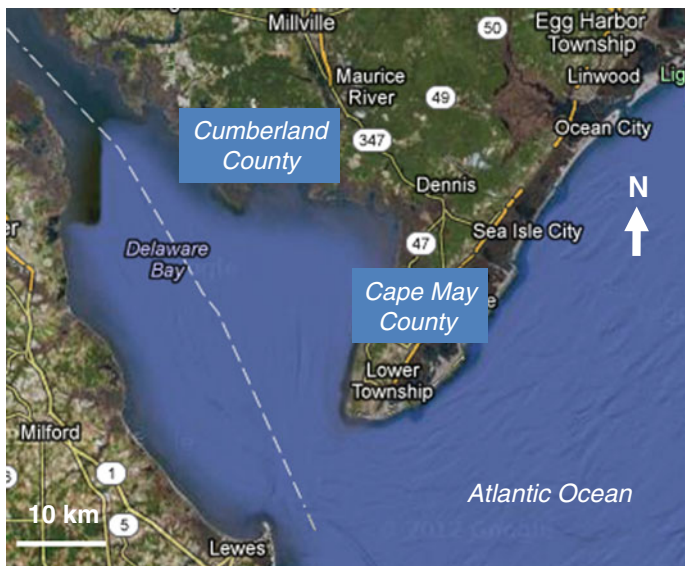 Millville
50
Egg Harbor
Township
Linwood
Maurice
River
49
Cumberland
County
347
Ocean City
Dennis
N
Sea Isle City
47
Delaware
Bay
Cape May
County
Lower
Township
Milford
1
Atlantic Ocean
10 km
5
Lewes